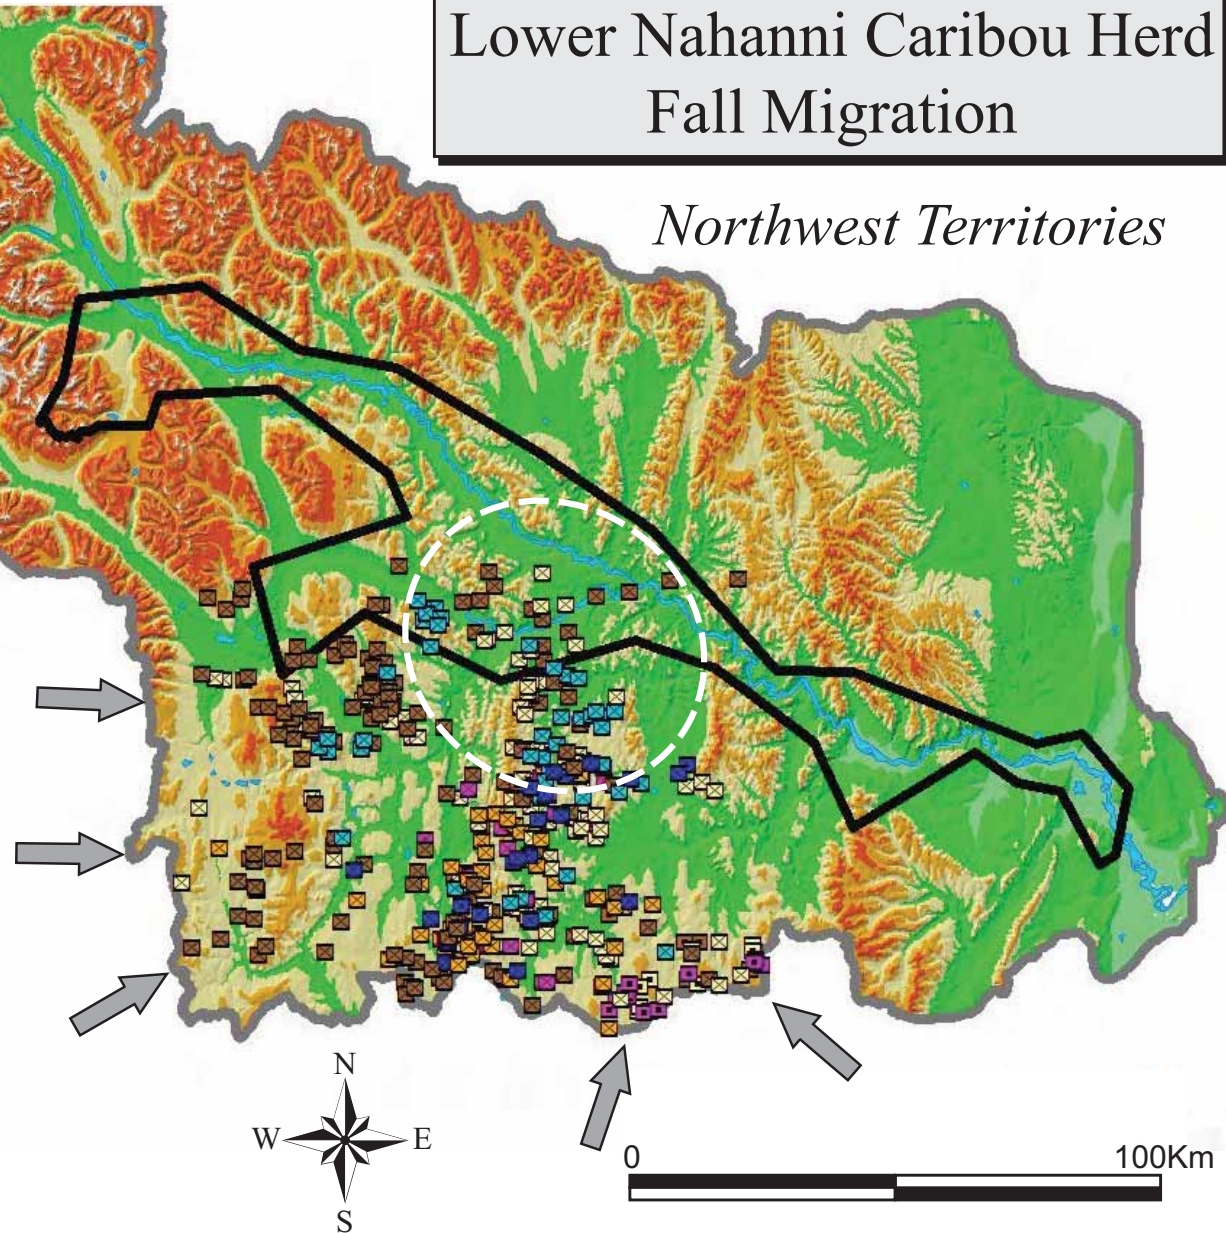 Lower Nahanni Caribou Herd
Fall Migration
Northwest Territories
N
W E
S
0 100Km